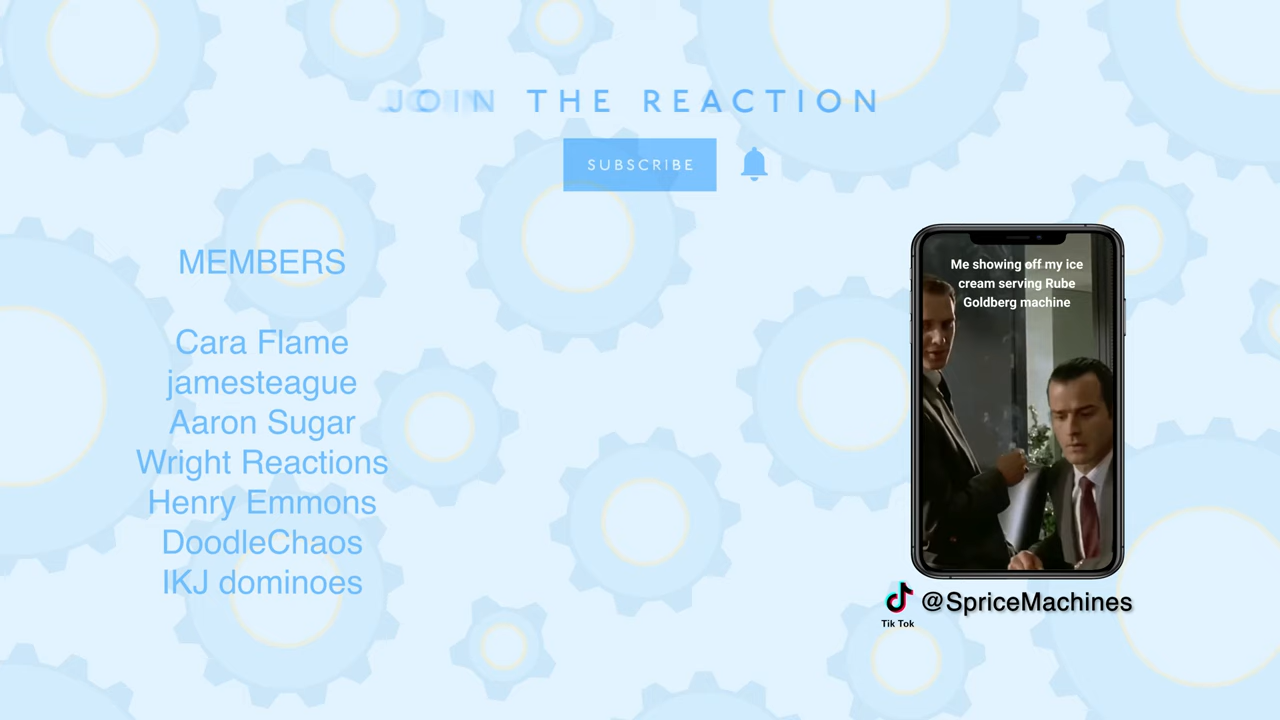 JOIN THE REACTION
SUBSCRIBE
MEMBERS
Cara Flame
jamesteague
Aaron Sugar
Wright Reactions
Henry Emmons
DoodleChaos
IKJ dominoes
Me showing off my ice
cream serving Rube
Goldberg machine
@SpriceMachines
Tik Tok